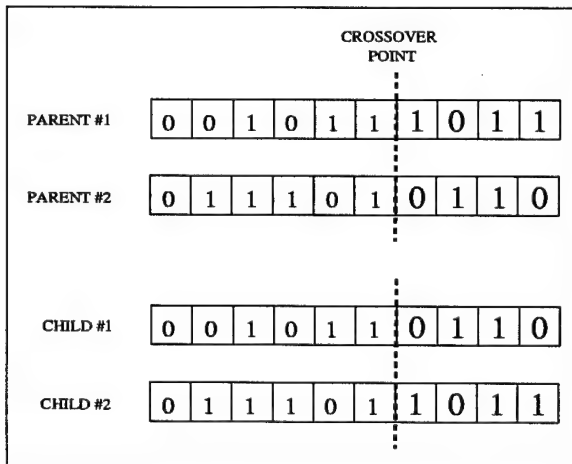 CROSSOVER
POINT
PARENT #1 0 0 1 0 1 1 1 0 1 1
PARENT #2 0 1 1 1 0 1 0 1 1 0
CHILD #1 0 0 1 0 1 1 0 1 1 0
CHILD #2 0 1 1 1 0 1 1 0 1 1